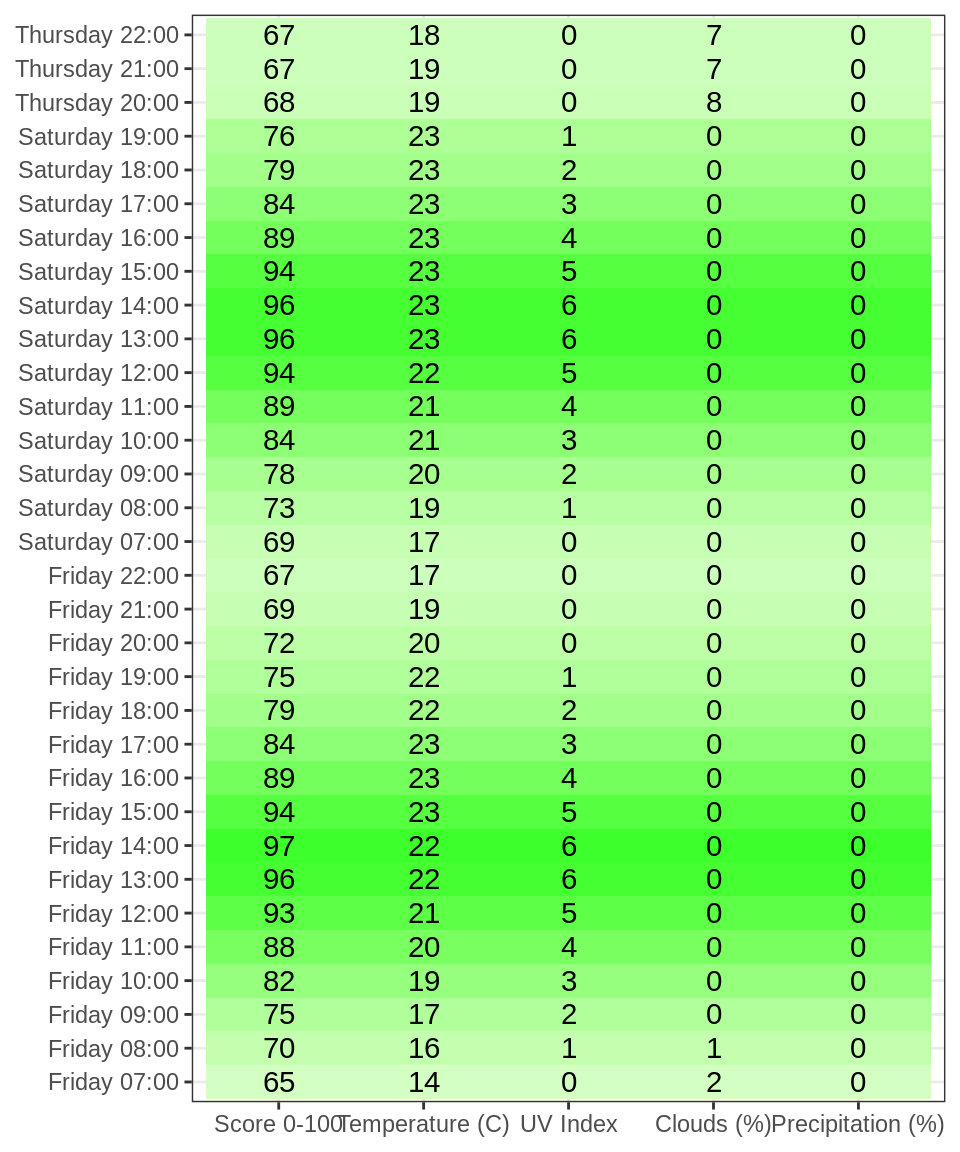 Thursday 22:00 67 18 0 7 0
Thursday 21:00 67 19 0 7 0
Thursday 20:00 68 19 0 8 0
Saturday 19:00 76 23 1 0 0
Saturday 18:00 79 23 2 0 0
Saturday 17:00 84 23 3 0 0
Saturday 16:00 89 23 4 0 0
Saturday 15:00 94 23 5 0 0
Saturday 14:00 96 23 6 0 0
Saturday 13:00 96 23 6 0 0
Saturday 12:00 94 22 5 0 0
Saturday 11:00 89 21 4 0 0
Saturday 10:00 84 21 3 0 0
Saturday 09:00 78 20 2 0 0
Saturday 08:00 73 19 1 0 0
Saturday 07:00 69 17 0 0 0
Friday 22:00 67 17 0 0 0
Friday 21:00 69 19 0 0 0
Friday 20:00 72 20 0 0 0
Friday 19:00 75 22 1 0 0
Friday 18:00 79 22 2 0 0
Friday 17:00 84 23 3 0 0
Friday 16:00 89 23 4 0 0
Friday 15:00 94 23 5 0 0
Friday 14:00 97 22 6 0 0
Friday 13:00 96 22 6 0 0
Friday 12:00 93 21 5 0 0
Friday 11:00 88 20 4 0 0
Friday 10:00 82 19 3 0 0
Friday 09:00 75 17 2 0 0
Friday 08:00 70 16 1 1 0
Friday 07:00 65 14 0 2 0
Score 0-100 Temperature (C) UV Index Clouds (%) Precipitation (%)